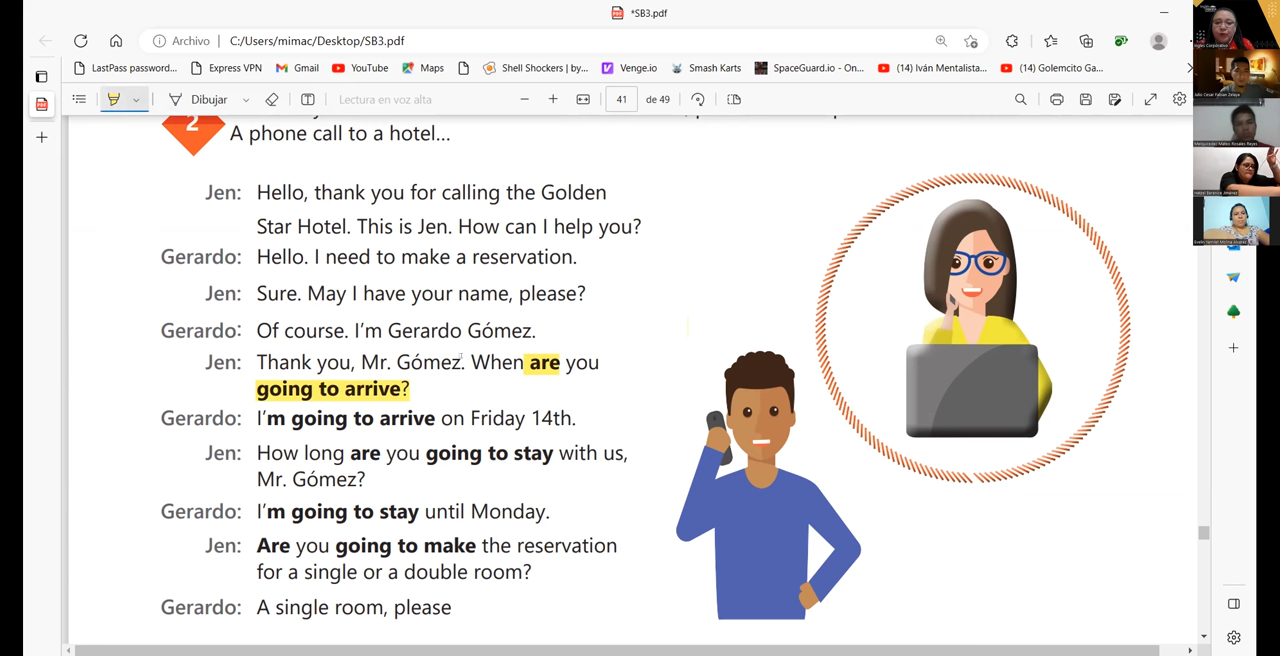 *SB3.pdf
Archivo | C:/Users/mimac/Desktop/SB3.pdf
LastPass password... Express VPN Gmail YouTube Maps Shell Shockers | by... Venge.io Smash Karts SpaceGuard.io - On... (14) Iván Mentalista... (14) Golemcito Ga...
Dibujar Lectura en voz alta 41 de 49
2
A phone call to a hotel...
Jen: Hello, thank you for calling the Golden
Star Hotel. This is Jen. How can I help you?
Gerardo: Hello. I need to make a reservation.
Jen: Sure. May I have your name, please?
Gerardo: Of course. I'm Gerardo Gómez.
Jen: Thank you, Mr. Gómez. When are you
going to arrive?
Gerardo: I'm going to arrive on Friday 14th.
Jen: How long are you going to stay with us,
Mr. Gómez?
Gerardo: I'm going to stay until Monday.
Jen: Are you going to make the reservation
for a single or a double room?
Gerardo: A single room, please